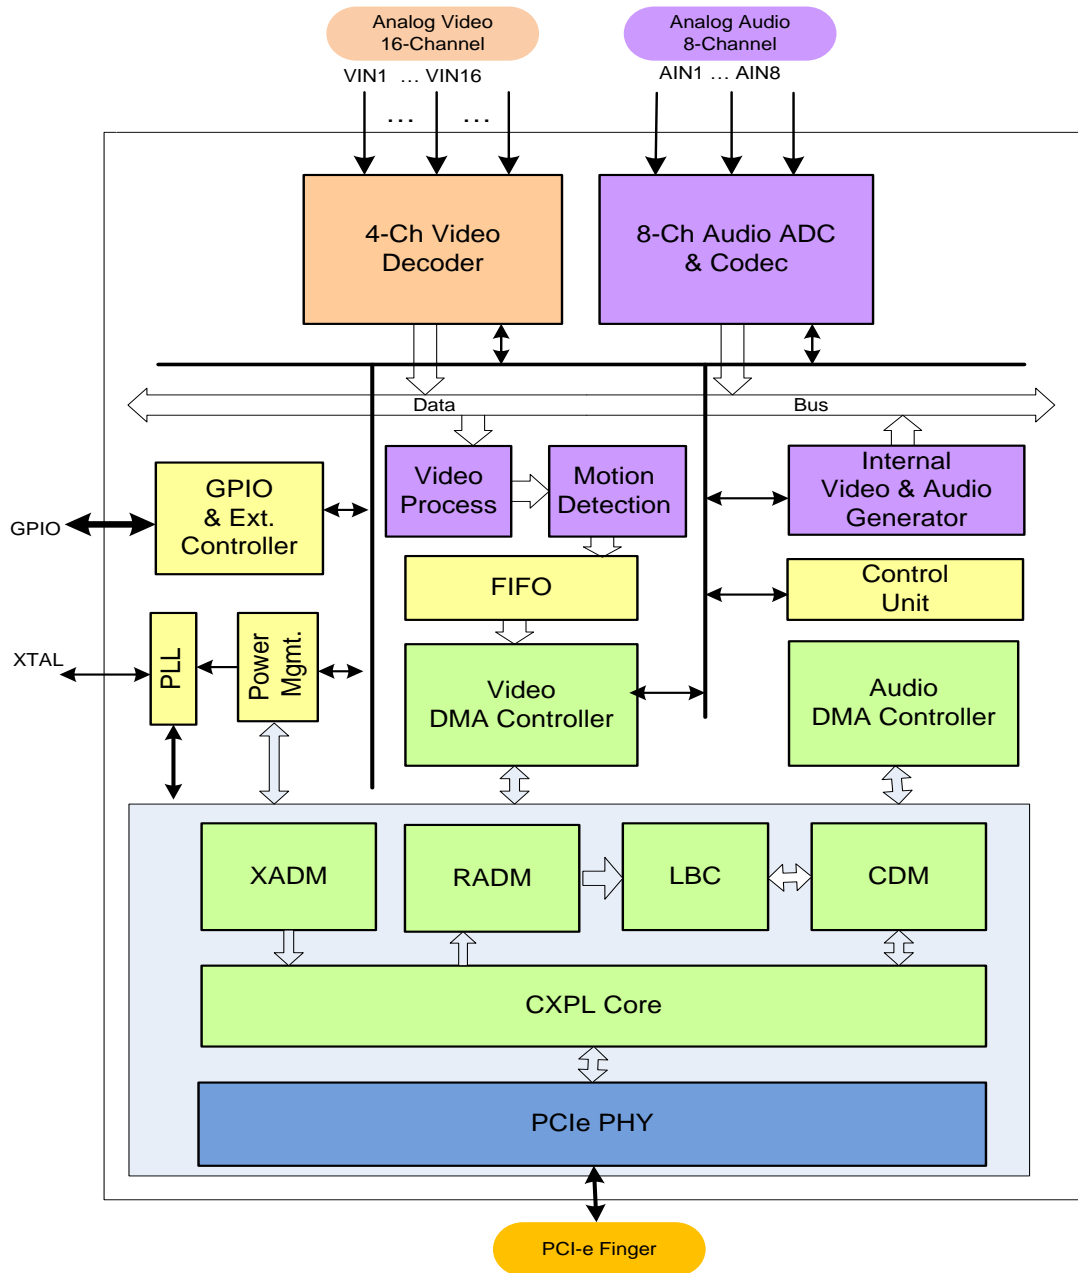 Analog Video
16-Channel
Analog Audio
8-Channel
VIN1 ... VIN16
AIN1 ... AIN8
... ...
4-Ch Video
Decoder
8-Ch Audio ADC
& Codec
Data Bus
GPIO
GPIO
& Ext.
Controller
Video
Process
Motion
Detection
Internal
Video & Audio
Generator
FIFO
Control
Unit
XTAL
PLL
Power
Mgmt.
Video
DMA Controller
Audio
DMA Controller
XADM
RADM
LBC
CDM
CXPL Core
PCIe PHY
PCI-e Finger